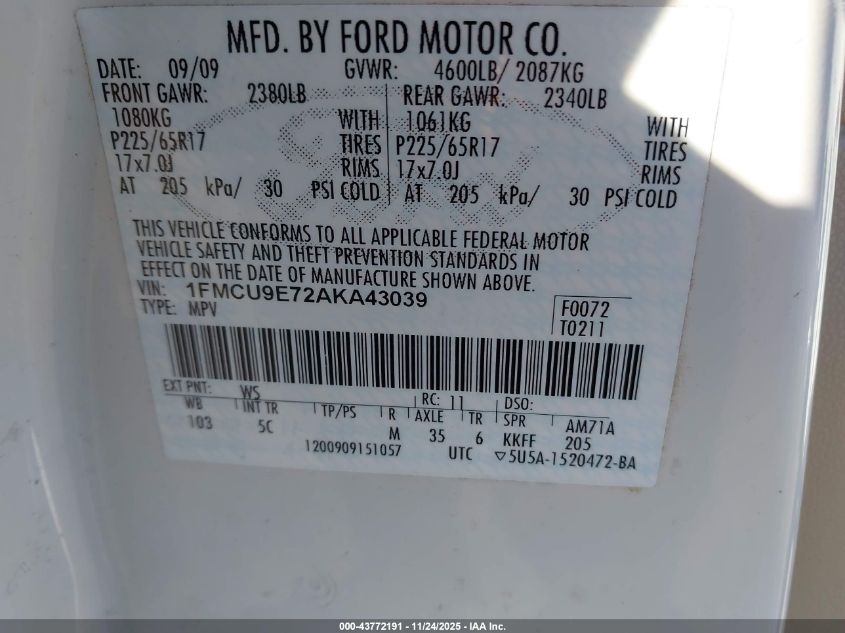 MFD. BY FORD MOTOR CO.
DATE: 09/09 GVWR: 4600LB/ 2087KG
FRONT GAWR: 2380LB REAR GAWR: 2340LB
1080KG WITH 1061KG WITH
P225/65R17 TIRES P225/65R17 TIRES
17x7.0J RIMS 17x7.0J RIMS
AT 205 kPa/ 30 PSI COLD AT 205 kPa/ 30 PSI COLD
THIS VEHICLE CONFORMS TO ALL APPLICABLE FEDERAL MOTOR
VEHICLE SAFETY AND THEFT PREVENTION STANDARDS IN
EFFECT ON THE DATE OF MANUFACTURE SHOWN ABOVE.
VIN: 1FMCU9E72AKA43039
TYPE: MPV
F0072
T0211
EXT PNT: WS RC: 11 DSO:
WB INT TR TP/PS R AXLE TR SPR AM71A
103 5C M 35 6 KKFF 205
1200909151057 UTC ▽5U5A-1520472-BA
000-43772191 - 11/24/2025 - IAA Inc.